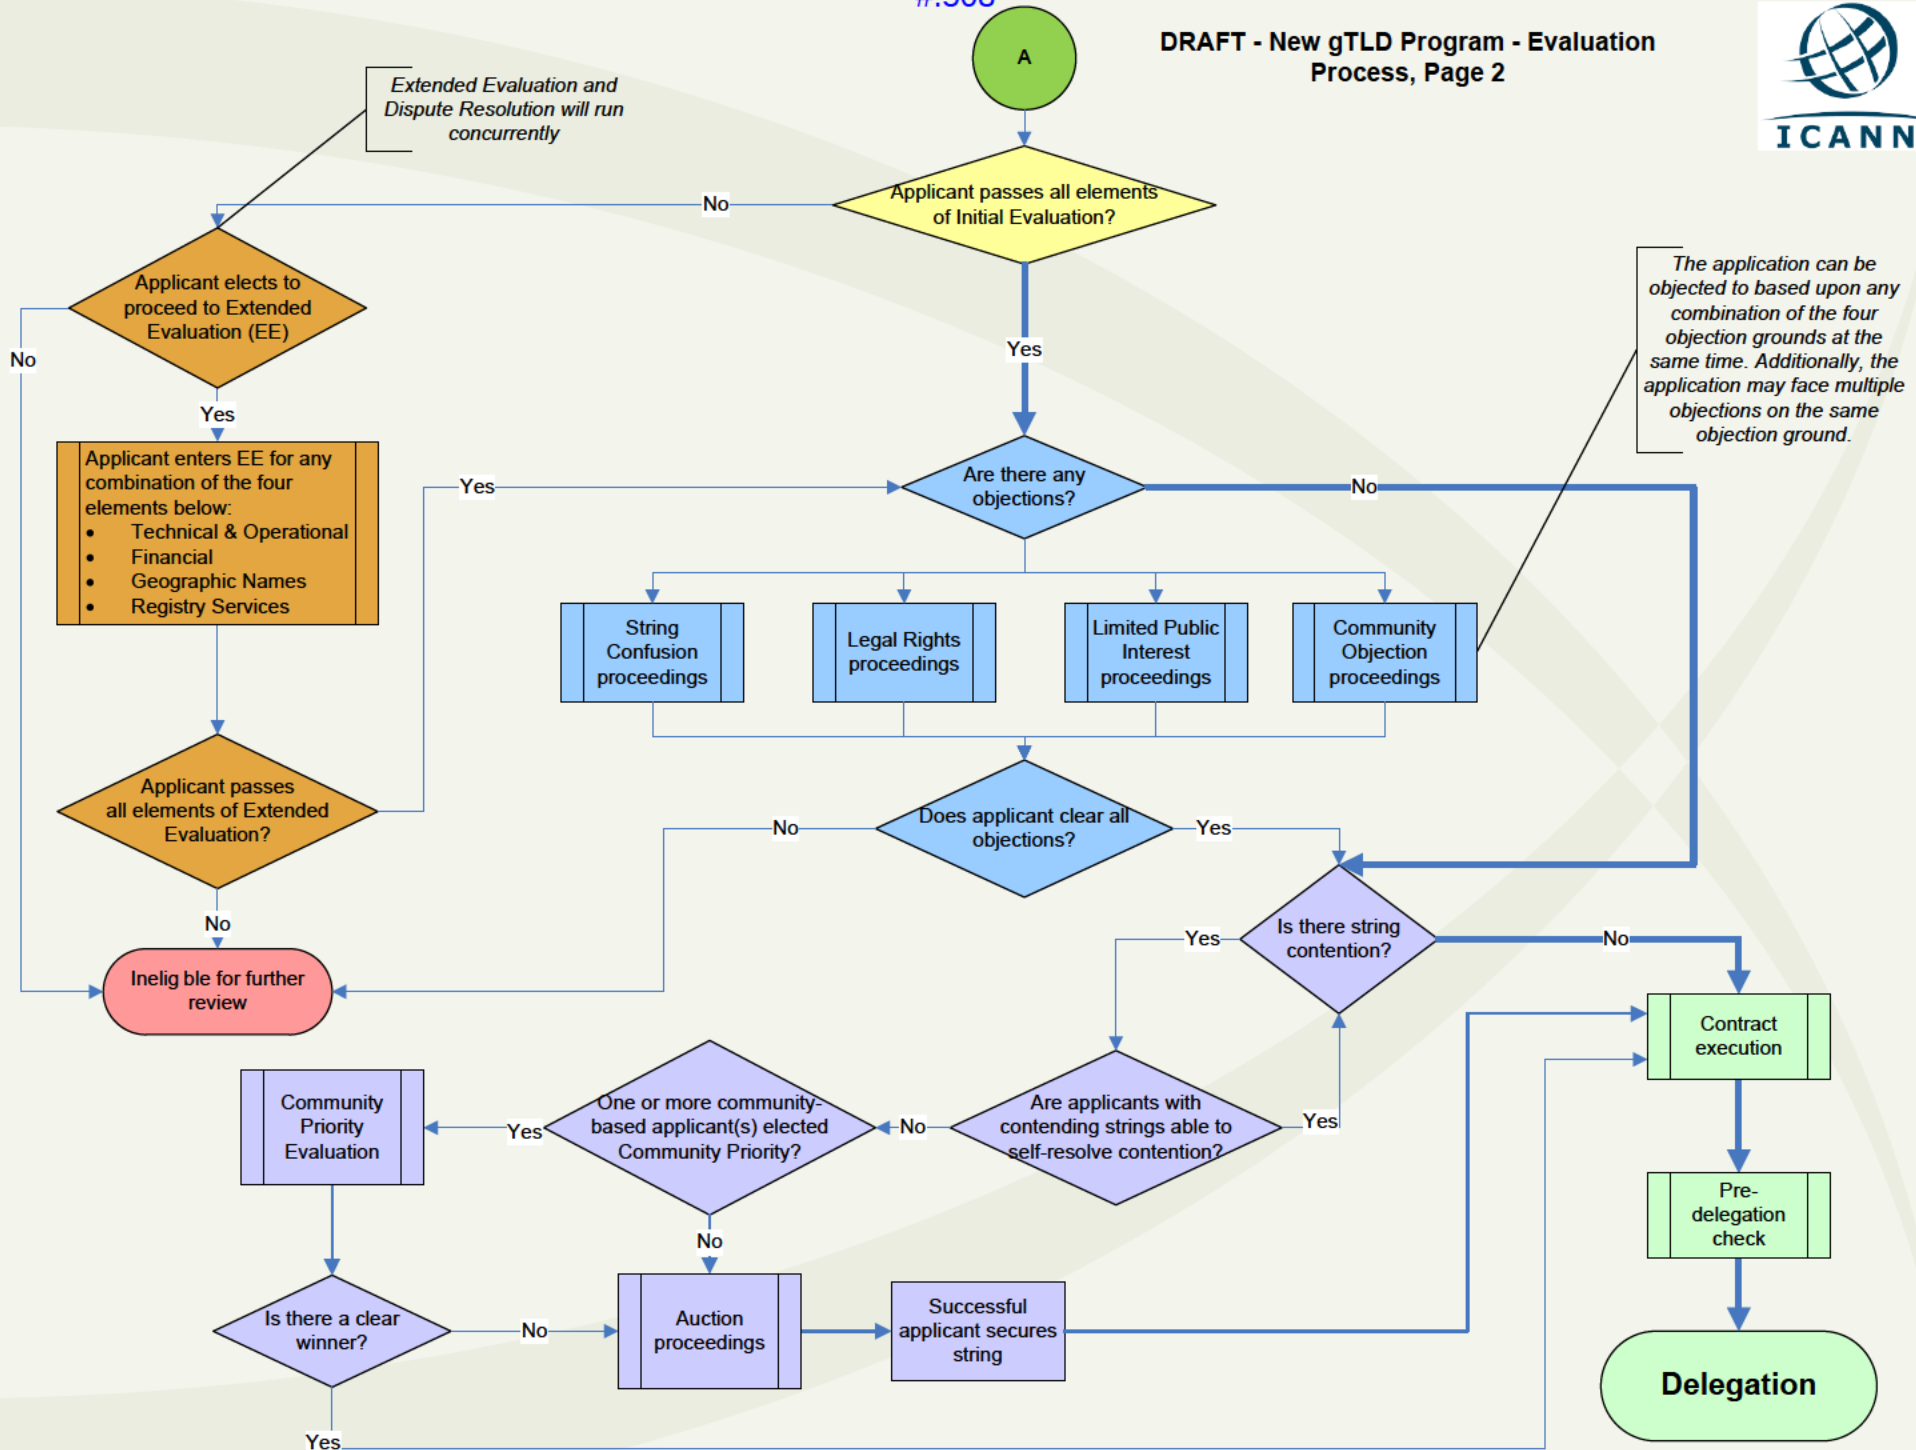 A
DRAFT - New gTLD Program - Evaluation
Process, Page 2
ICANN
Extended Evaluation and
Dispute Resolution will run
concurrently
Applicant passes all elements
of Initial Evaluation?
No
Yes
Applicant elects to
proceed to Extended
Evaluation (EE)
No
Yes
The application can be
objected to based upon any
combination of the four
objection grounds at the
same time. Additionally, the
application may face multiple
objections on the same
objection ground.
Applicant enters EE for any
combination of the four
elements below:
• Technical & Operational
• Financial
• Geographic Names
• Registry Services
Yes
Are there any
objections?
No
String
Confusion
proceedings
Legal Rights
proceedings
Limited Public
Interest
proceedings
Community
Objection
proceedings
Applicant passes
all elements of Extended
Evaluation?
No
Does applicant clear all
objections?
No
Yes
Inelig ble for further
review
Is there string
contention?
Yes
No
Contract
execution
Community
Priority
Evaluation
Yes
One or more community-
based applicant(s) elected
Community Priority?
No
Are applicants with
contending strings able to
self-resolve contention?
Yes
No
Pre-
delegation
check
Is there a clear
winner?
No
Auction
proceedings
Successful
applicant secures
string
Delegation
Yes